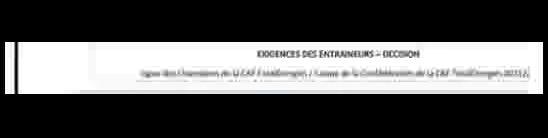 EXIGENCES DES ENTRAINEURS – DECISION
Ligue des Champions de la CAF TotalEnergies / Coupe de la Confédération de la CAF TotalEnergies